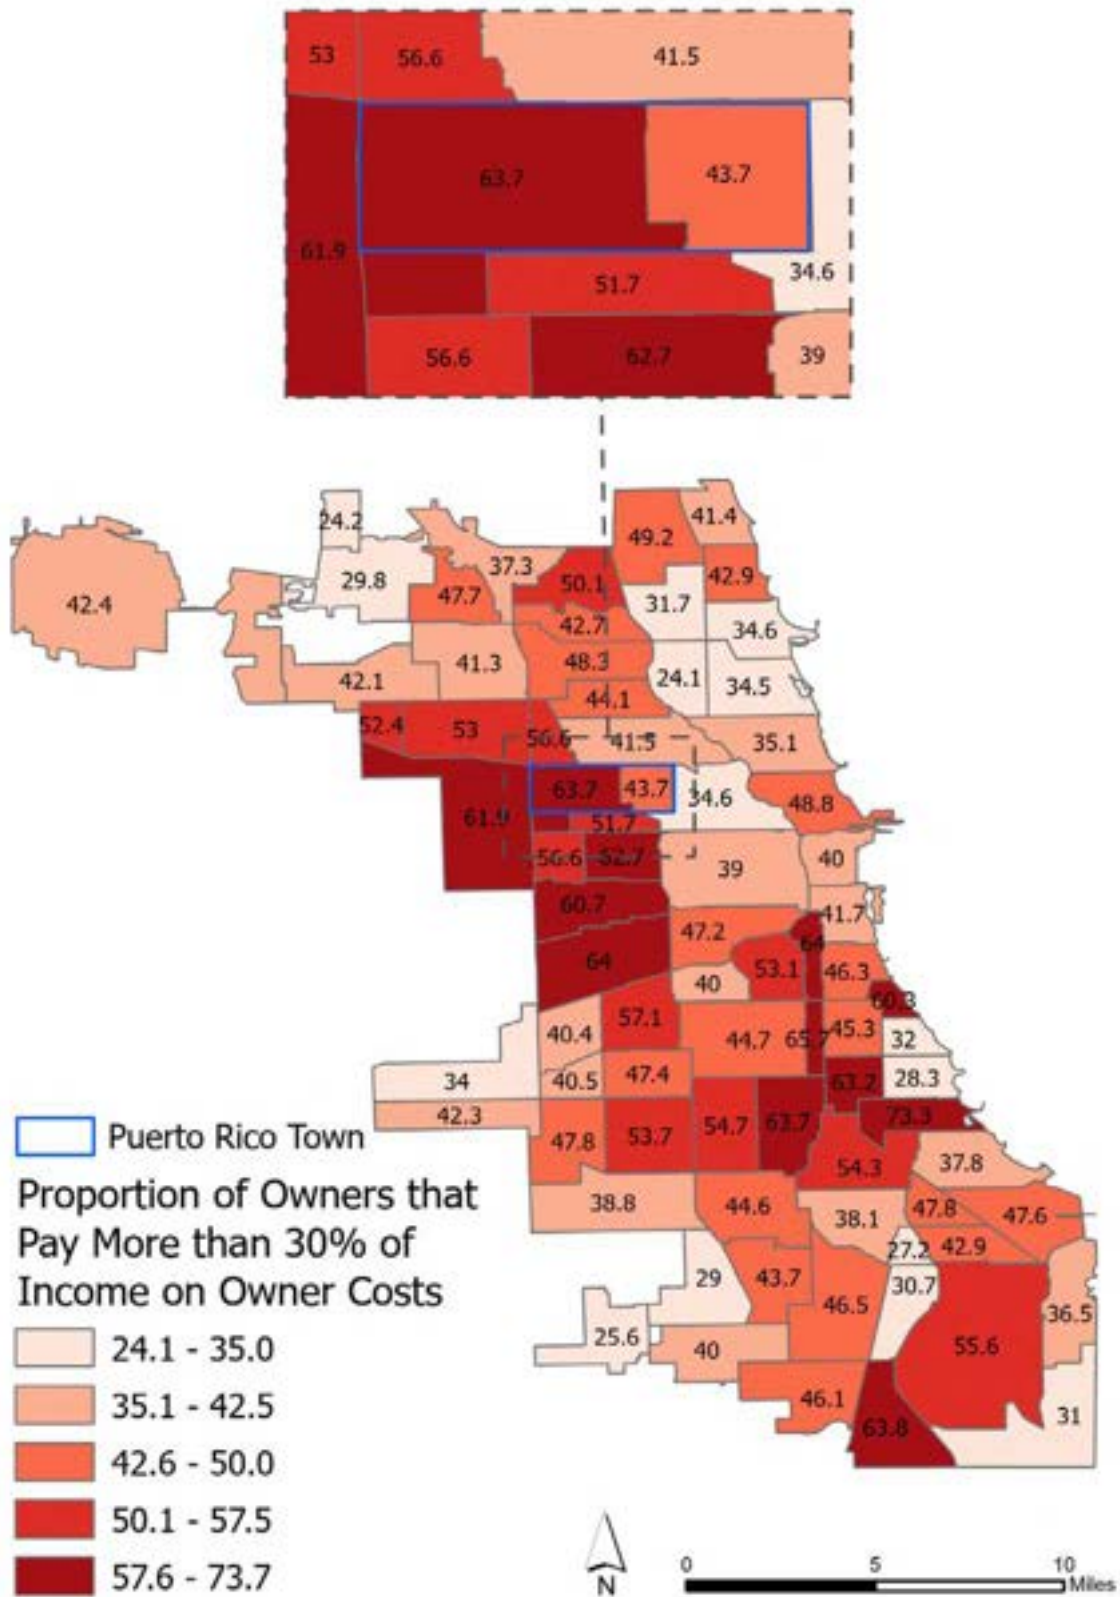 53 56.6 41.5
63.7 43.7
61.9
34.6
51.7
56.6 62.7 39
24.2 49.2 41.4
37.3
29.8 50.1 42.9
47.7
42.4 31.7
42.7 34.6
41.3 48.3
42.1 24.1 34.5
44.1
52.4 53 56.6 41.5 35.1
63.7 43.7 34.6 48.8
61.9 51.7
56.6 62.7 39 40
60.7
41.7
47.2 64
64 53.1 46.3
40
60.3
57.1
40.4 44.7 65.7 45.3 32
34 40.5 47.4 63.2 28.3
42.3 73.3
47.8 53.7 54.7 63.7
54.3 37.8
38.8 44.6 38.1 47.8 47.6
27.2 42.9
29 43.7 30.7
46.5 36.5
25.6 40 55.6
46.1 31
63.8
Puerto Rico Town
Proportion of Owners that
Pay More than 30% of
Income on Owner Costs
24.1 - 35.0
35.1 - 42.5
42.6 - 50.0
50.1 - 57.5
57.6 - 73.7
N
0 5 10
Miles